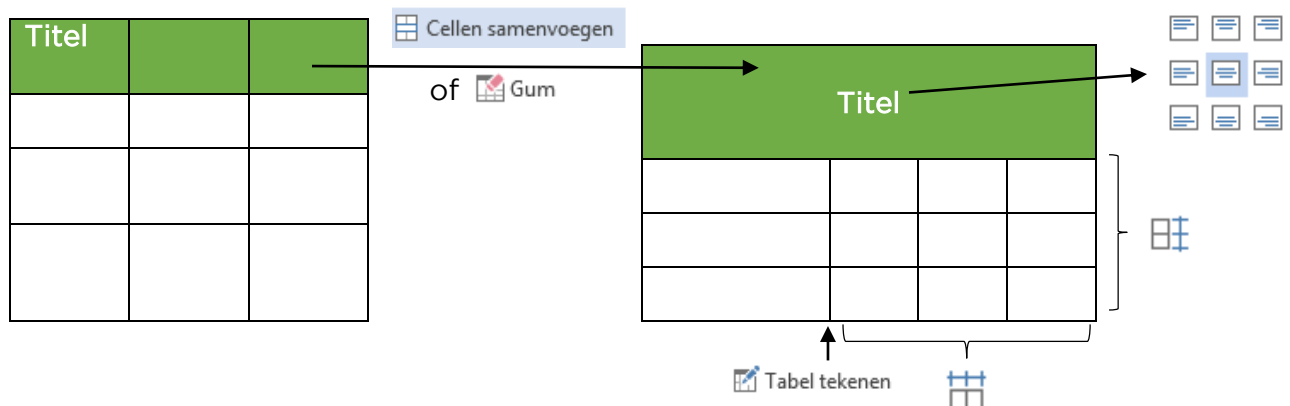 Titel
Cellen samenvoegen
of Gum
Titel
Tabel tekenen